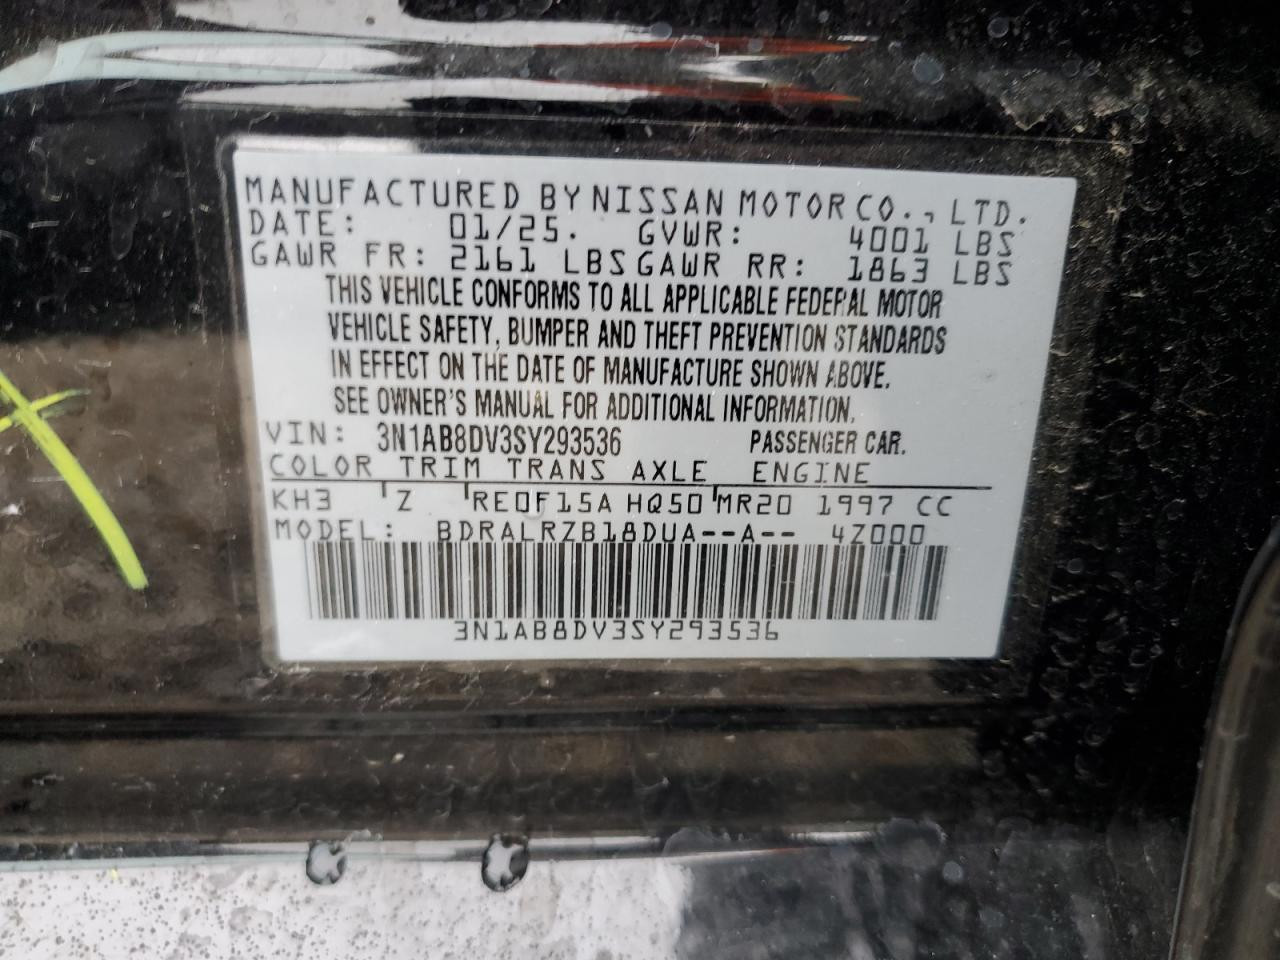 MANUFACTURED BY NISSAN MOTOR CO., LTD.
DATE: 01/25. GVWR: 4001 LBS
GAWR FR: 2161 LBS GAWR RR: 1863 LBS
THIS VEHICLE CONFORMS TO ALL APPLICABLE FEDERAL MOTOR
VEHICLE SAFETY, BUMPER AND THEFT PREVENTION STANDARDS
IN EFFECT ON THE DATE OF MANUFACTURE SHOWN ABOVE.
SEE OWNER'S MANUAL FOR ADDITIONAL INFORMATION.
VIN: 3N1AB8DV3SY293536 PASSENGER CAR.
COLOR TRIM TRANS AXLE ENGINE
KH3 Z RE0F15A HQ50 MR20 1997 CC
MODEL: BDRALRZB18DUA--A-- 4Z000
3N1AB8DV3SY293536